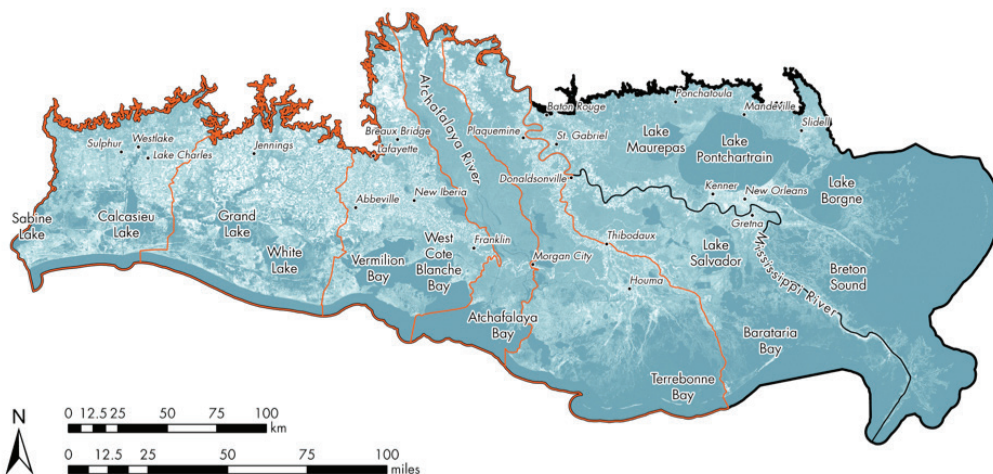 Ponchatoula
Mandeville
Baton Rouge
Slidell
Atchafalaya River
Breaux Bridge
Plaquemine
St. Gabriel
Lake
Maurepas
Lake
Pontchartrain
Sulphur
Westlake
Lake Charles
Jennings
Lafayette
Donaldsonville
Kenner
New Orleans
Lake
Borgne
Gretna
Abbeville
New Iberia
Sabine
Lake
Calcasieu
Lake
Grand
Lake
White
Lake
Vermilion
Bay
West
Cote
Blanche
Bay
Franklin
Morgan City
Thibodaux
Lake
Salvador
Mississippi River
Breton
Sound
Houma
Atchafalaya
Bay
Barataria
Bay
Terrebonne
Bay
N
0 12.5 25 50 75 100
km
0 12.5 25 50 75 100
miles